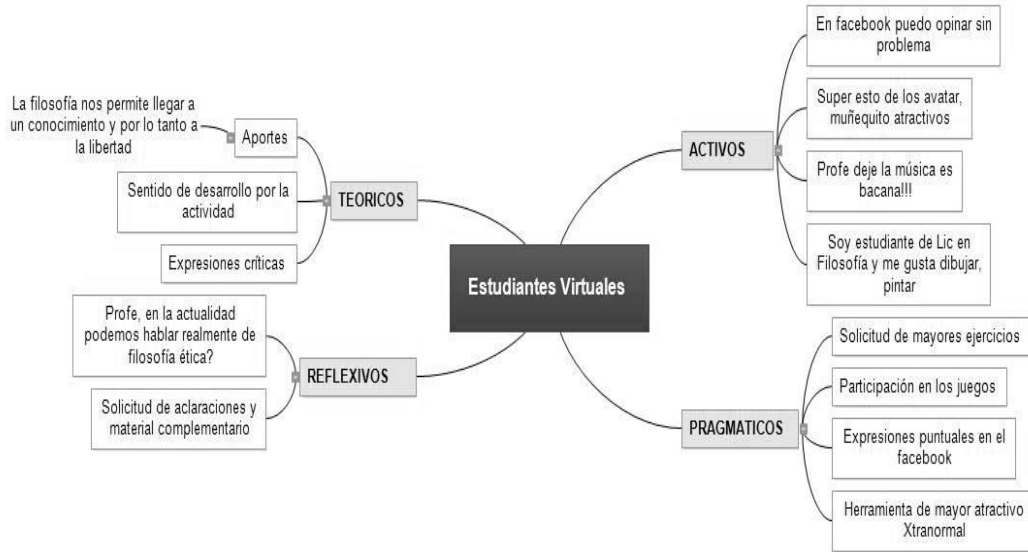 Estudiantes Virtuales
TEORICOS
Aportes
La filosofía nos permite llegar a
un conocimiento y por lo tanto a
la libertad
Sentido de desarrollo por la
actividad
Expresiones críticas
REFLEXIVOS
Profe, en la actualidad
podemos hablar realmente de
filosofía ética?
Solicitud de aclaraciones y
material complementario
ACTIVOS
En facebook puedo opinar sin
problema
Super esto de los avatar,
muñequito atractivos
Profe deje la música es
bacana!!!
Soy estudiante de Lic en
Filosofía y me gusta dibujar,
pintar
PRAGMATICOS
Solicitud de mayores ejercicios
Participación en los juegos
Expresiones puntuales en el
facebook
Herramienta de mayor atractivo
Xtranormal